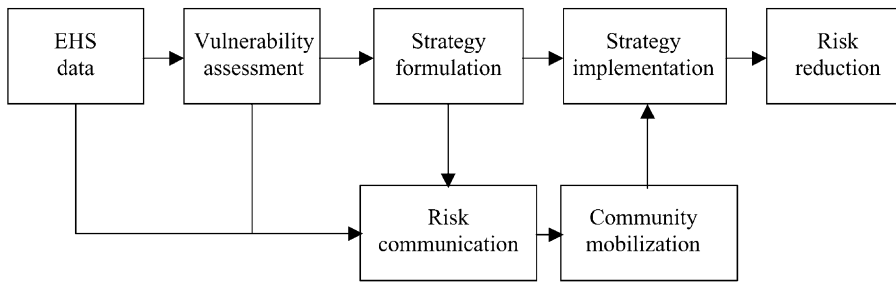 EHS
data
Vulnerability
assessment
Strategy
formulation
Strategy
implementation
Risk
reduction
Risk
communication
Community
mobilization